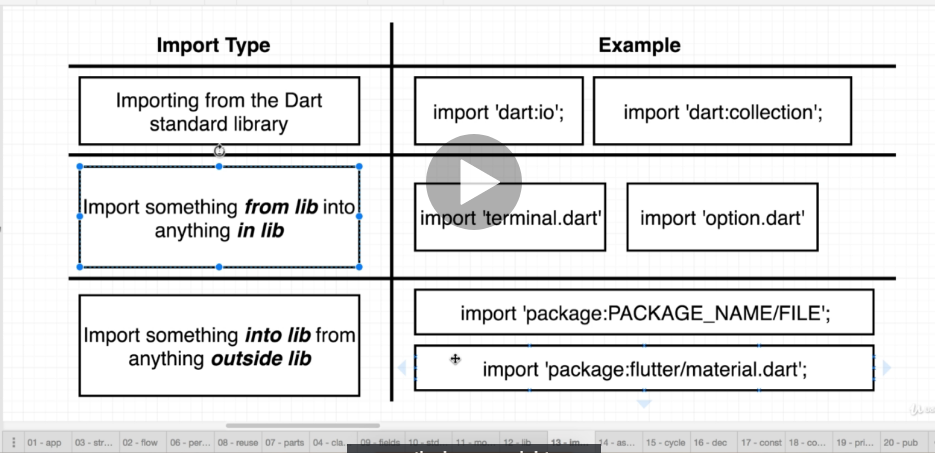 Import Type
Example
Importing from the Dart
standard library
import 'dart:io';
import 'dart:collection';
Import something from lib into
anything in lib
import 'terminal.dart'
import 'option.dart'
Import something into lib from
anything outside lib
import 'package:PACKAGE_NAME/FILE';
import 'package:flutter/material.dart';
01 - app
03 - str...
02 - flow
06 - per...
08 - reuse
07 - parts
04 - cla...
09 - fields
10 - std
11 - mo...
12 - lib
13 - im...
14 - as...
15 - cycle
16 - dec
17 - const
18 - co...
19 - pri...
20 - pub